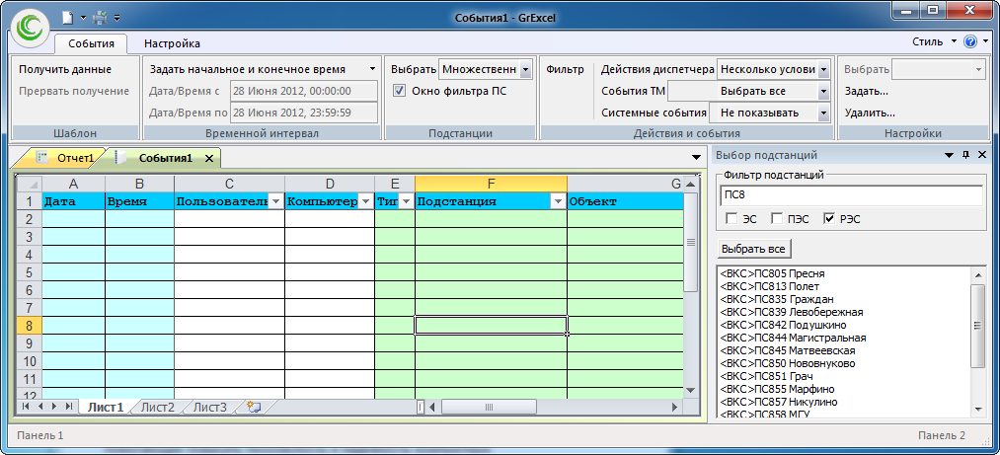 События1 - GrExcel
События Настройка Стиль
Получить данные
Прервать получение
Шаблон
Задать начальное и конечное время
Дата/Время с 28 Июня 2012, 00:00:00
Дата/Время по 28 Июня 2012, 23:59:59
Временной интервал
Выбрать Множественн
Окно фильтра ПС
Подстанции
Фильтр
Действия диспетчера Несколько услови
События ТМ Выбрать все
Системные события Не показывать
Действия и события
Выбрать
Задать...
Удалить...
Настройки
Отчет1 События1
A B C D E F G
1 Дата Время Пользователь Компьютер Тип Подстанция Объект
2
3
4
5
6
7
8
9
10
11
12
Лист1 Лист2 Лист3
Выбор подстанций
Фильтр подстанций
ПС8
ЭС ПЭС РЭС
Выбрать все
<ВКС>ПС805 Пресня
<ВКС>ПС813 Полет
<ВКС>ПС835 Граждан
<ВКС>ПС839 Левобережная
<ВКС>ПС842 Подушкино
<ВКС>ПС844 Магистральная
<ВКС>ПС845 Матвеевская
<ВКС>ПС850 Нововнуково
<ВКС>ПС851 Грач
<ВКС>ПС855 Марфино
<ВКС>ПС857 Никулино
<ВКС>ПС858 МГУ
Панель 1 Панель 2